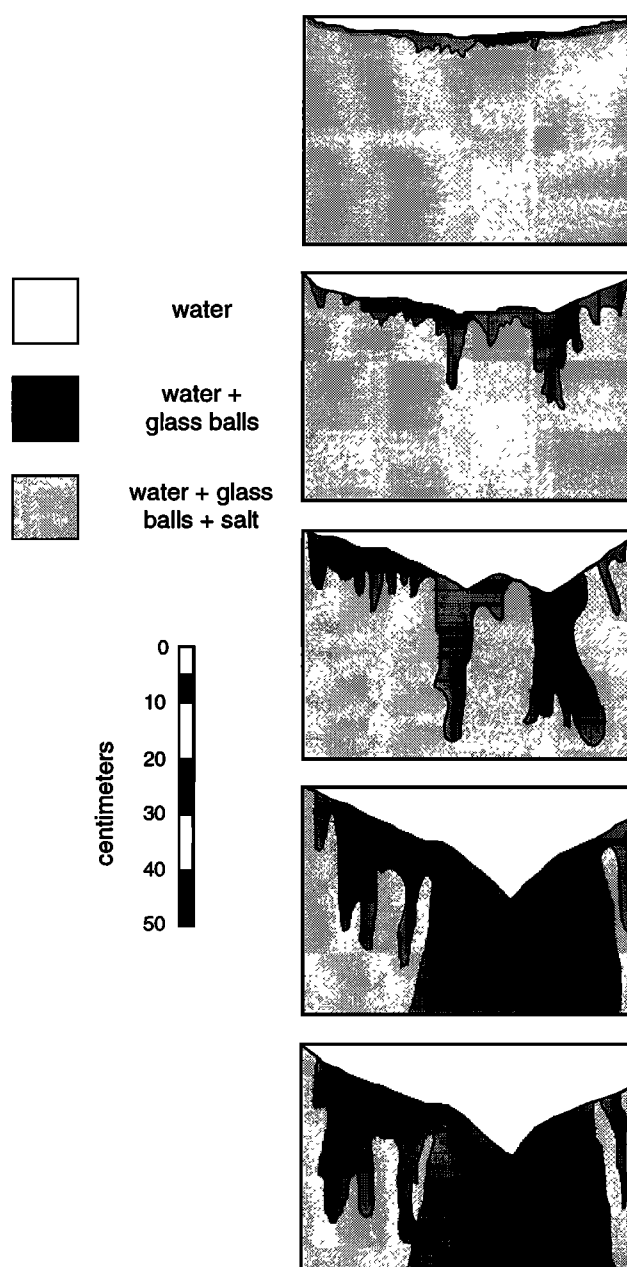 water
water +
glass balls
water + glass
balls + salt
0
10
20
30
40
50
centimeters